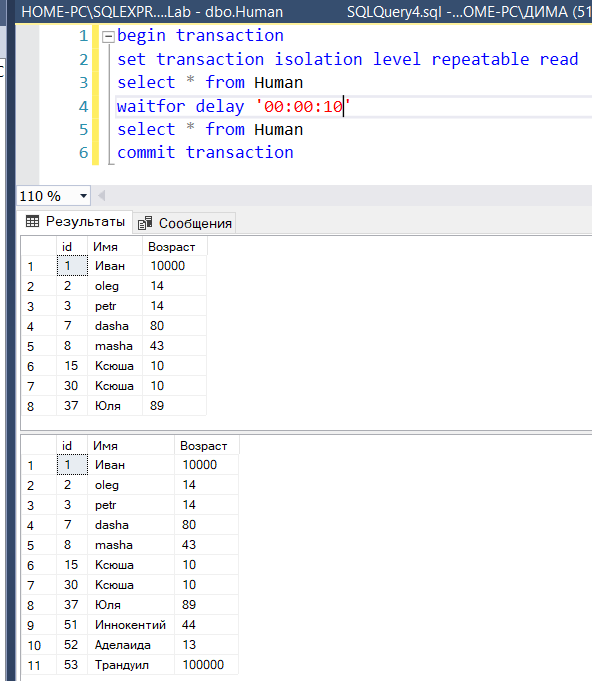 HOME-PC\SQLEXPR....Lab - dbo.Human SQLQuery4.sql -...OME-PC\ДИМА (51
1 begin transaction
2 set transaction isolation level repeatable read
3 select * from Human
4 waitfor delay '00:00:10'
5 select * from Human
6 commit transaction
110 %
Результаты Сообщения
id Имя Возраст
1 1 Иван 10000
2 2 oleg 14
3 3 petr 14
4 7 dasha 80
5 8 masha 43
6 15 Ксюша 10
7 30 Ксюша 10
8 37 Юля 89
id Имя Возраст
1 1 Иван 10000
2 2 oleg 14
3 3 petr 14
4 7 dasha 80
5 8 masha 43
6 15 Ксюша 10
7 30 Ксюша 10
8 37 Юля 89
9 51 Иннокентий 44
10 52 Аделаида 13
11 53 Трандуил 100000